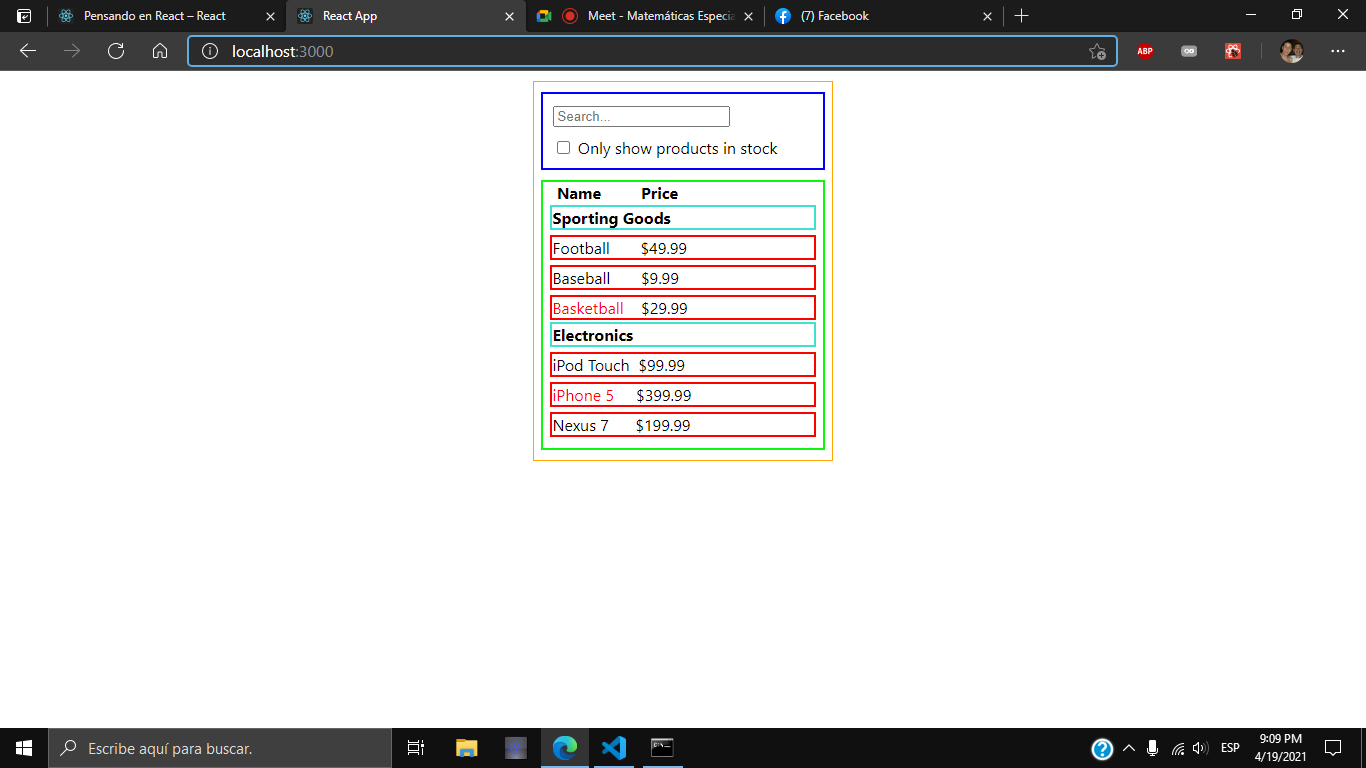 Pensando en React – React
React App
Meet - Matemáticas Especia
(7) Facebook
localhost:3000
ABP
Search...
Only show products in stock
Name Price
Sporting Goods
Football $49.99
Baseball $9.99
Basketball $29.99
Electronics
iPod Touch $99.99
iPhone 5 $399.99
Nexus 7 $199.99
Escribe aquí para buscar.
ESP
9:09 PM
4/19/2021